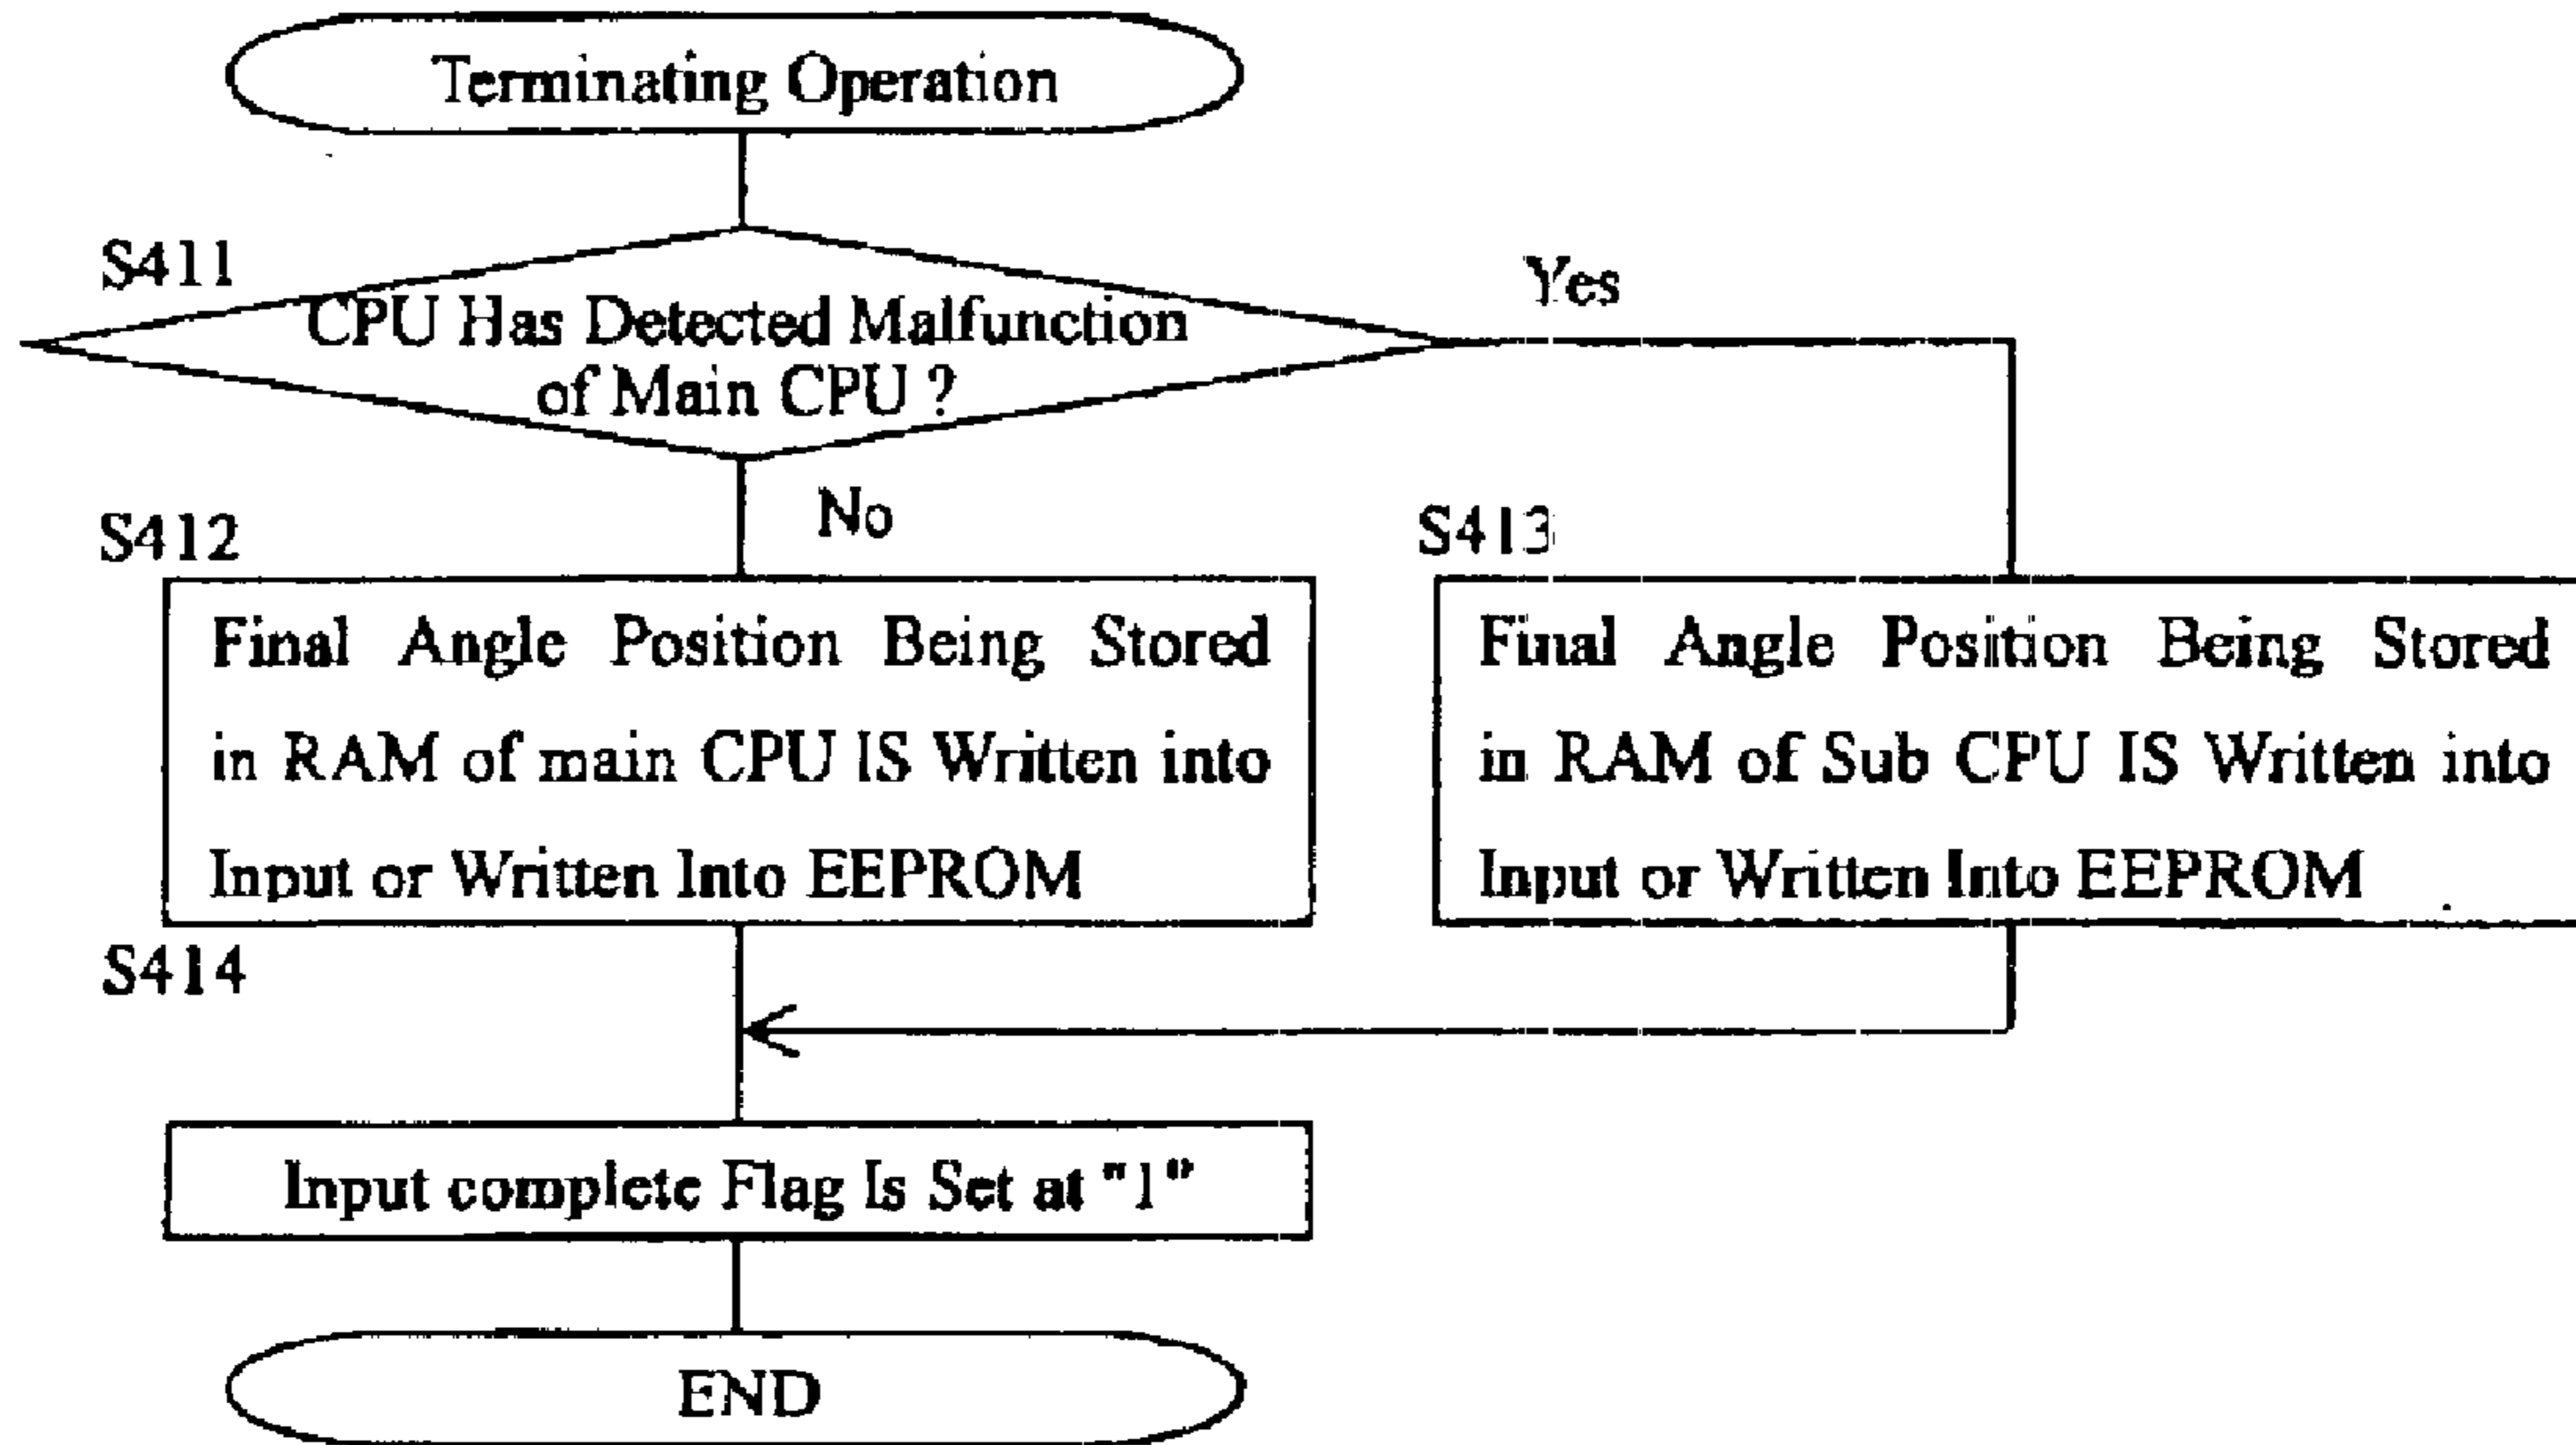 Terminating Operation
S411
Yes
CPU Has Detected Malfunction
of Main CPU ?
No
S412
S413
Final Angle Position Being Stored
in RAM of main CPU IS Written into
Input or Written Into EEPROM
Final Angle Position Being Stored
in RAM of Sub CPU IS Written into
Input or Written Into EEPROM
S414
Input complete Flag Is Set at "1"
END